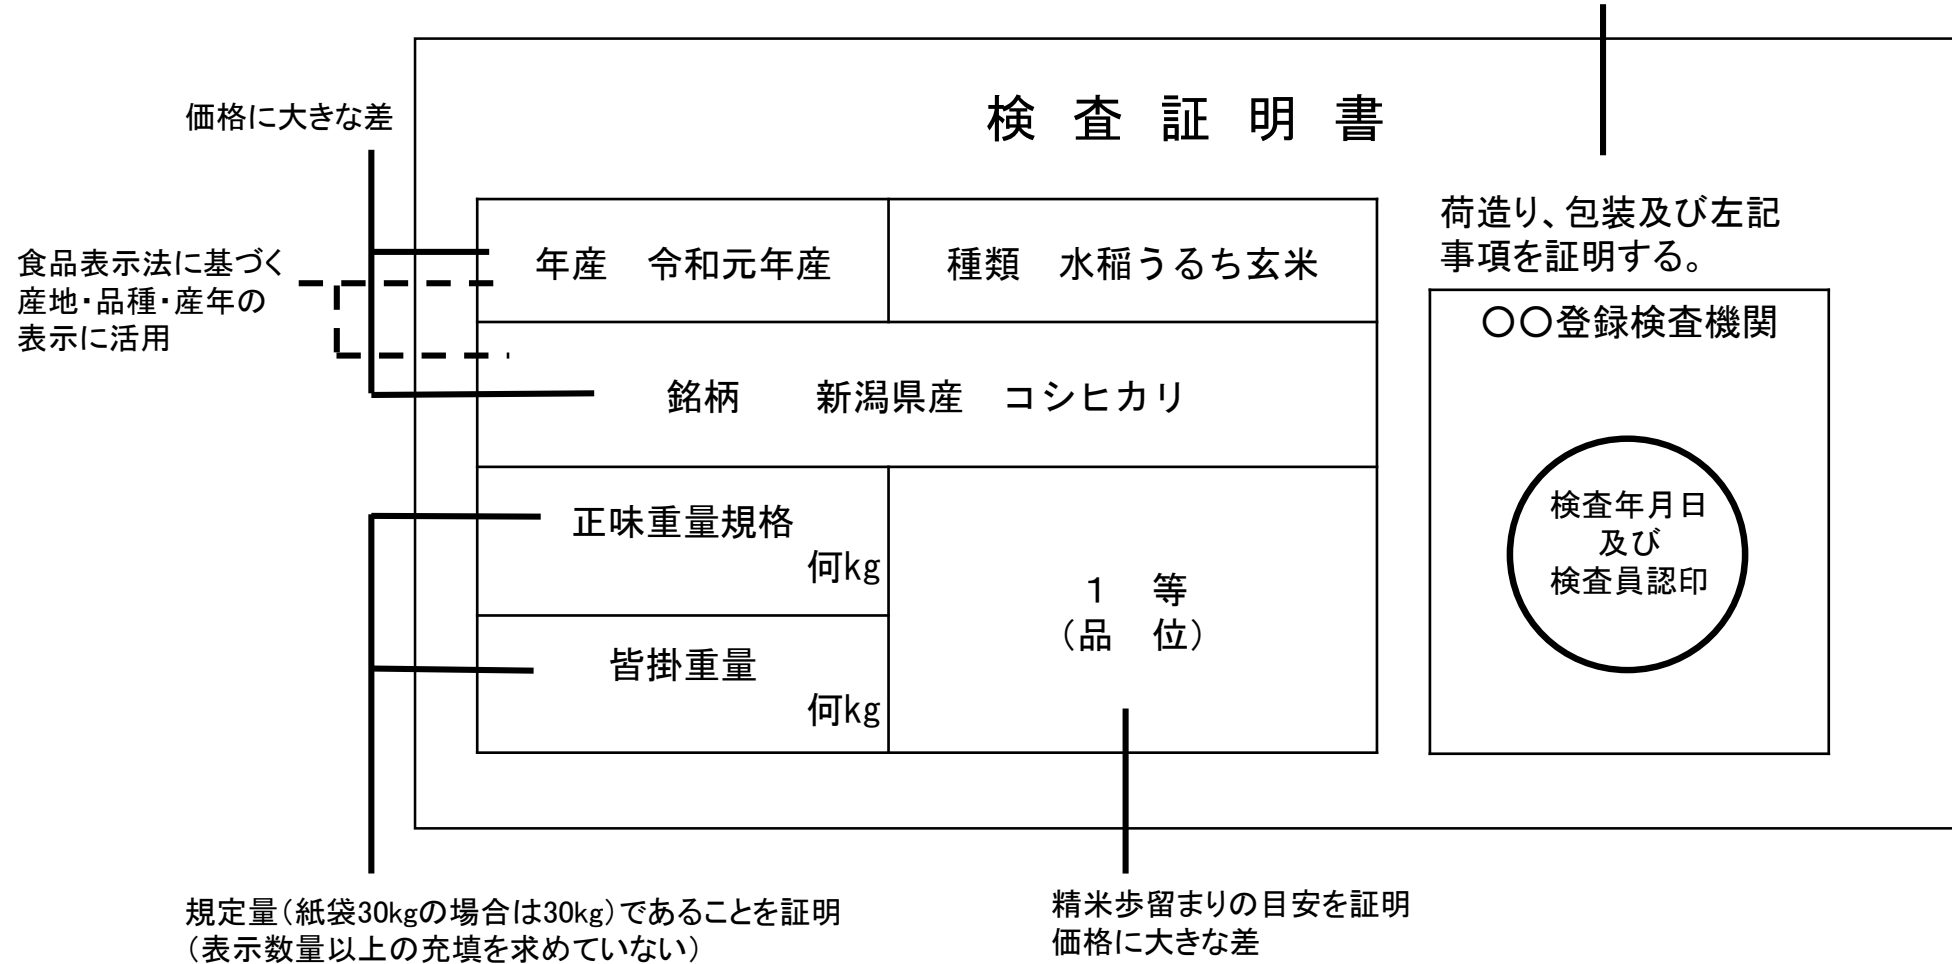 価格に大きな差
検査証明書
食品表示法に基づく
産地・品種・産年の
表示に活用
年産　令和元年産
種類　水稲うるち玄米
銘柄　　新潟県産　コシヒカリ
正味重量規格
何kg
皆掛重量
何kg
１　等
（品　位）
荷造り、包装及び左記
事項を証明する。
〇〇登録検査機関
検査年月日
及び
検査員認印
規定量（紙袋30kgの場合は30kg）であることを証明
（表示数量以上の充填を求めていない）
精米歩留まりの目安を証明
価格に大きな差